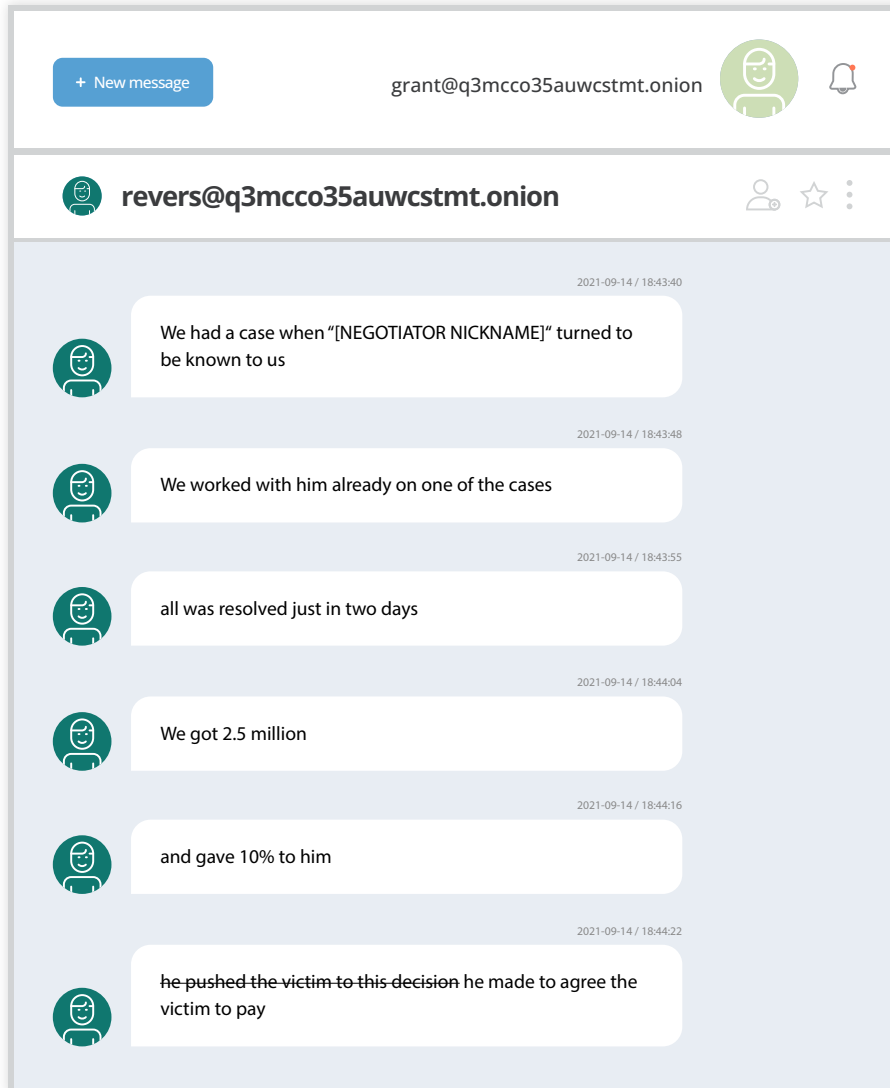 + New message
grant@q3mcco35auwcstmt.onion
revers@q3mcco35auwcstmt.onion
2021-09-14 / 18:43:40
We had a case when “[NEGOTIATOR NICKNAME]“ turned to
be known to us
2021-09-14 / 18:43:48
We worked with him already on one of the cases
2021-09-14 / 18:43:55
all was resolved just in two days
2021-09-14 / 18:44:04
We got 2.5 million
2021-09-14 / 18:44:16
and gave 10% to him
2021-09-14 / 18:44:22
he pushed the victim to this decision he made to agree the
victim to pay